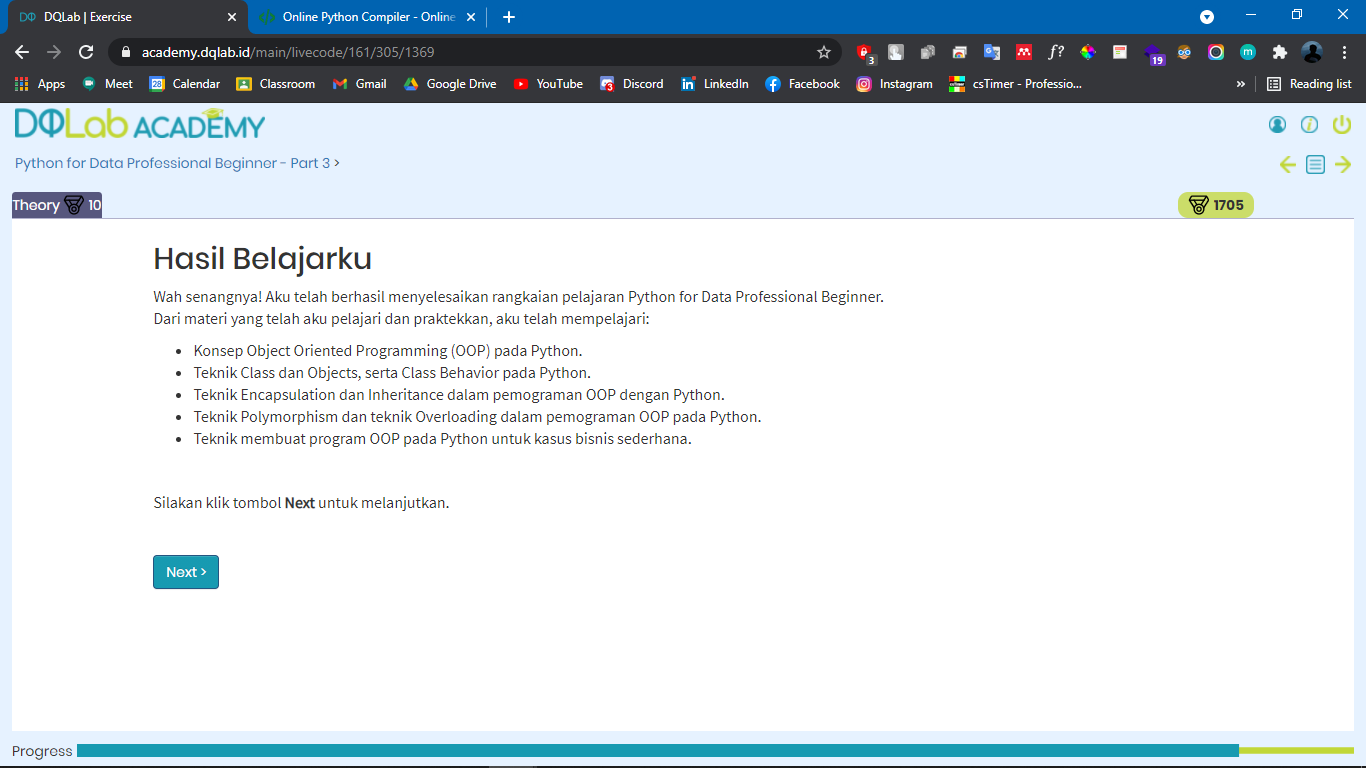 DQLab | Exercise
Online Python Compiler - Online
academy.dqlab.id/main/livecode/161/305/1369
3
f?
19
m
Apps
Meet
28
Calendar
Classroom
Gmail
Google Drive
YouTube
3
Discord
LinkedIn
Facebook
Instagram
csTimer - Professio...
»
Reading list
DQLab ACADEMY
Python for Data Professional Beginner - Part 3 >
Theory 10
1705
Hasil Belajarku
Wah senangnya! Aku telah berhasil menyelesaikan rangkaian pelajaran Python for Data Professional Beginner.
Dari materi yang telah aku pelajari dan praktekkan, aku telah mempelajari:
• Konsep Object Oriented Programming (OOP) pada Python.
• Teknik Class dan Objects, serta Class Behavior pada Python.
• Teknik Encapsulation dan Inheritance dalam pemograman OOP dengan Python.
• Teknik Polymorphism dan teknik Overloading dalam pemograman OOP pada Python.
• Teknik membuat program OOP pada Python untuk kasus bisnis sederhana.
Silakan klik tombol Next untuk melanjutkan.
Next >
Progress